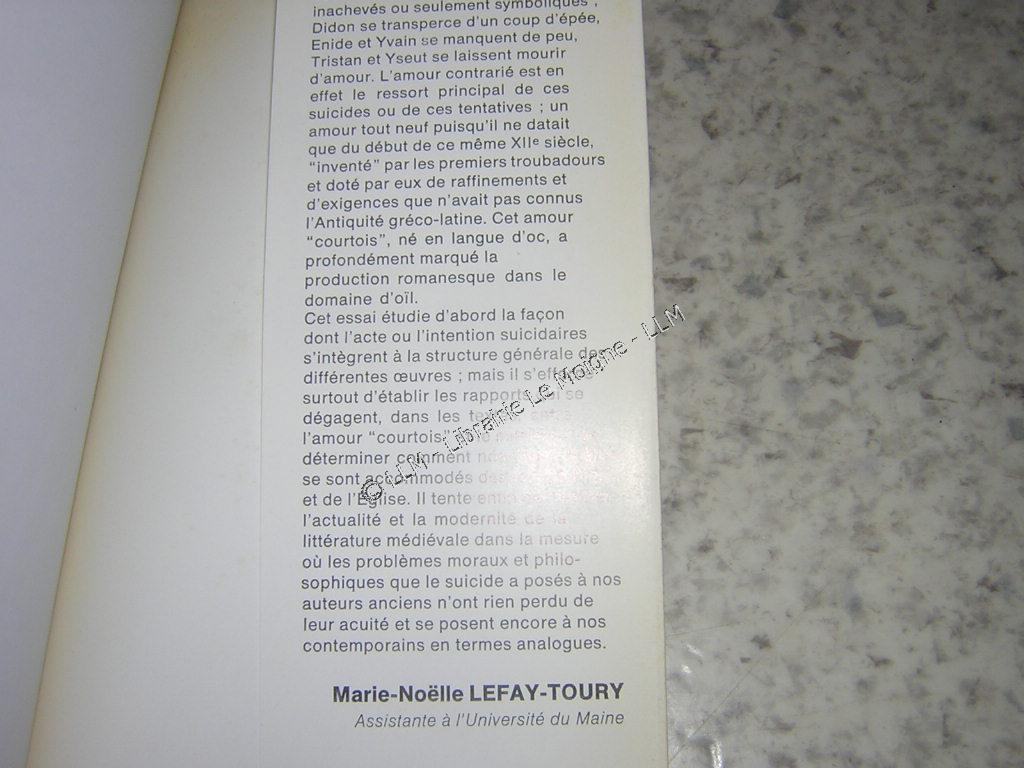 inachevés ou seulement symboliques ;
Didon se transperce d'un coup d'épée,
Enide et Yvain se manquent de peu,
Tristan et Yseut se laissent mourir
d'amour. L'amour contrarié est en
effet le ressort principal de ces
suicides ou de ces tentatives ; un
amour tout neuf puisqu'il ne datait
que du début de ce même XIIe siècle,
"inventé" par les premiers troubadours
et doté par eux de raffinements et
d'exigences que n'avait pas connus
l'Antiquité gréco-latine. Cet amour
"courtois", né en langue d'oc, a
profondément marqué la
production romanesque dans le
domaine d'oïl.
Cet essai étudie d'abord la façon
dont l'acte ou l'intention suicidaires
s'intègrent à la structure générale des
différentes œuvres ; mais il
surtout d'établir les rapports se
dégagent, dans les
l'amour "courtois"
déterminer comment
se sont accommodés
et de l'Église. Il tente
l'actualité et la modernité de la
littérature médiévale dans la mesure
où les problèmes moraux et philo-
sophiques que le suicide a posés à nos
auteurs anciens n'ont rien perdu de
leur acuité et se posent encore à nos
contemporains en termes analogues.
Marie-Noëlle LEFAY-TOURY
Assistante à l'Université du Maine
© LLM - Librairie Le Moigne - LLM